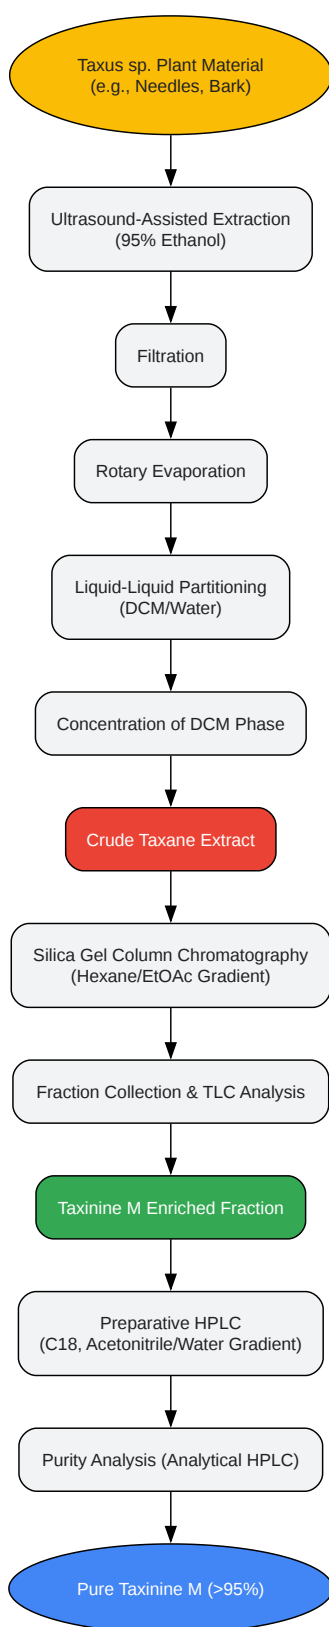 Taxus sp. Plant Material
(e.g., Needles, Bark)
Ultrasound-Assisted Extraction
(95% Ethanol)
Filtration
Rotary Evaporation
Liquid-Liquid Partitioning
(DCM/Water)
Concentration of DCM Phase
Crude Taxane Extract
Silica Gel Column Chromatography
(Hexane/EtOAc Gradient)
Fraction Collection & TLC Analysis
Taxinine M Enriched Fraction
Preparative HPLC
(C18, Acetonitrile/Water Gradient)
Purity Analysis (Analytical HPLC)
Pure Taxinine M (>95%)